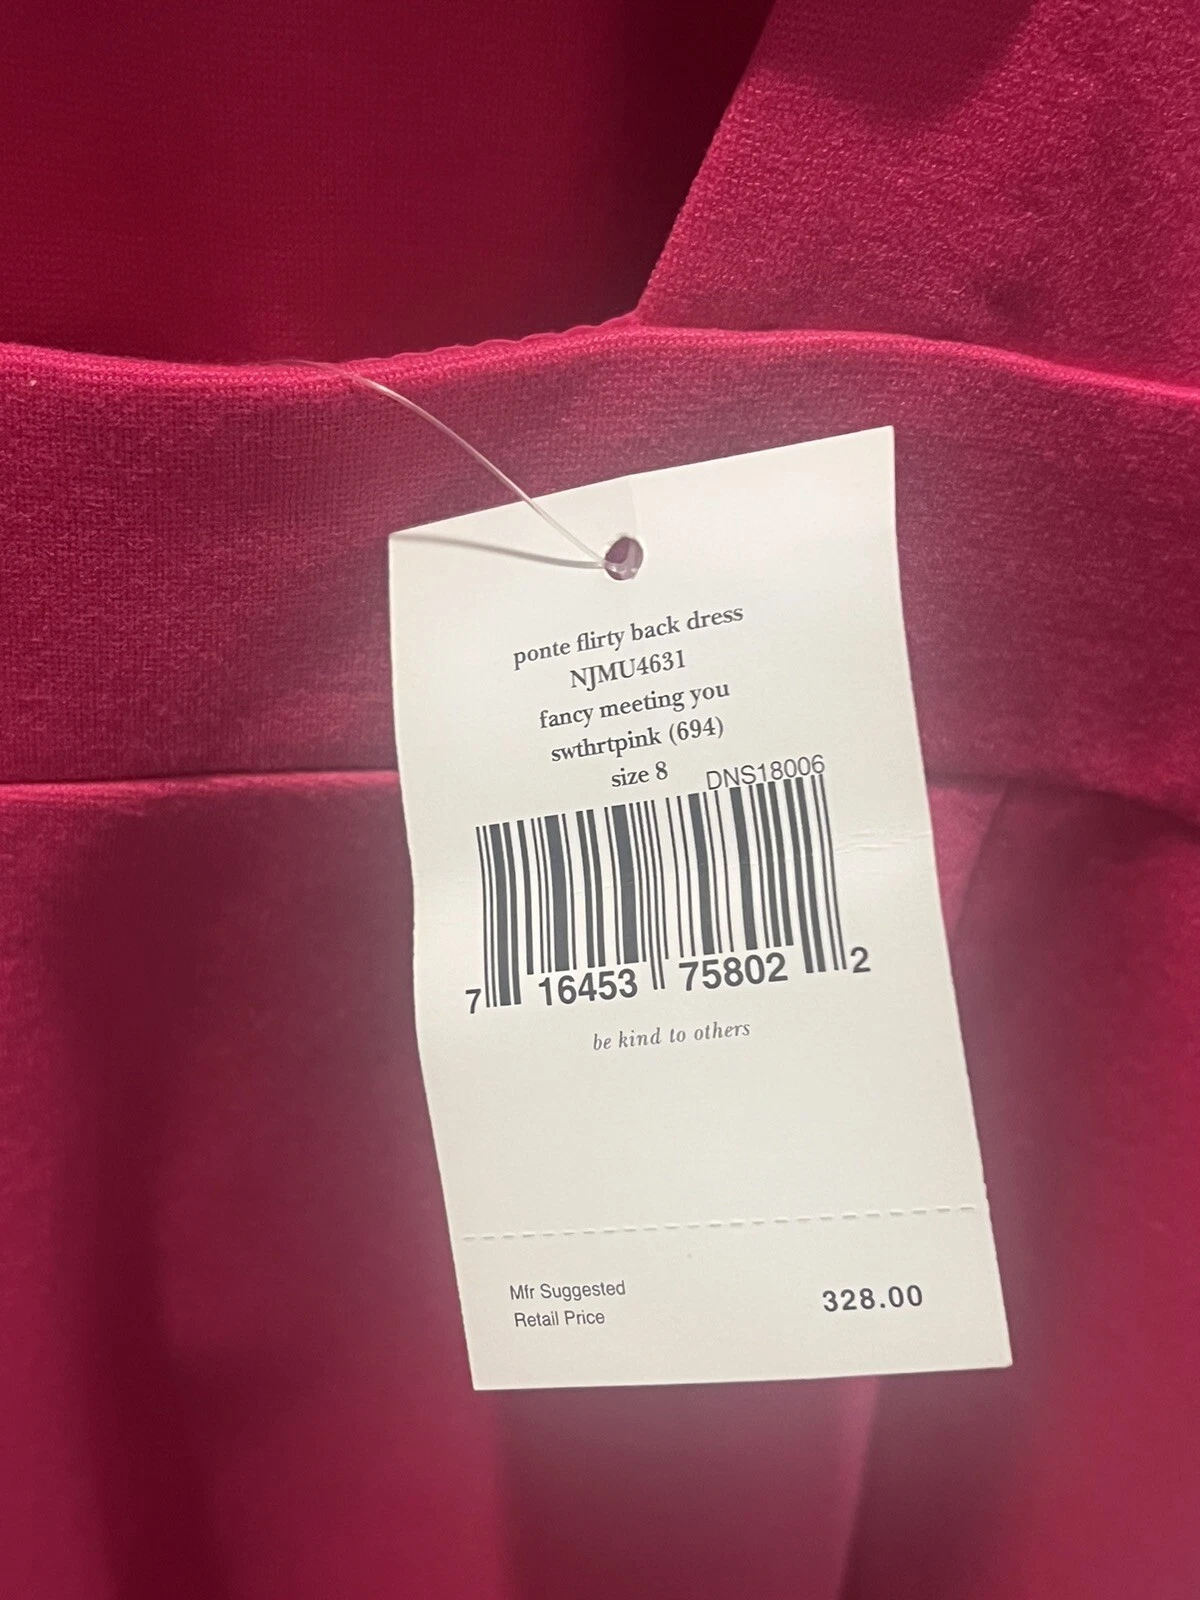 ponte flirty back dress
NJMU4631
fancy meeting you
swthrtpink (694)
size 8 DNS18006
7 16453 75802 2
be kind to others
Mfr Suggested
Retail Price 328.00